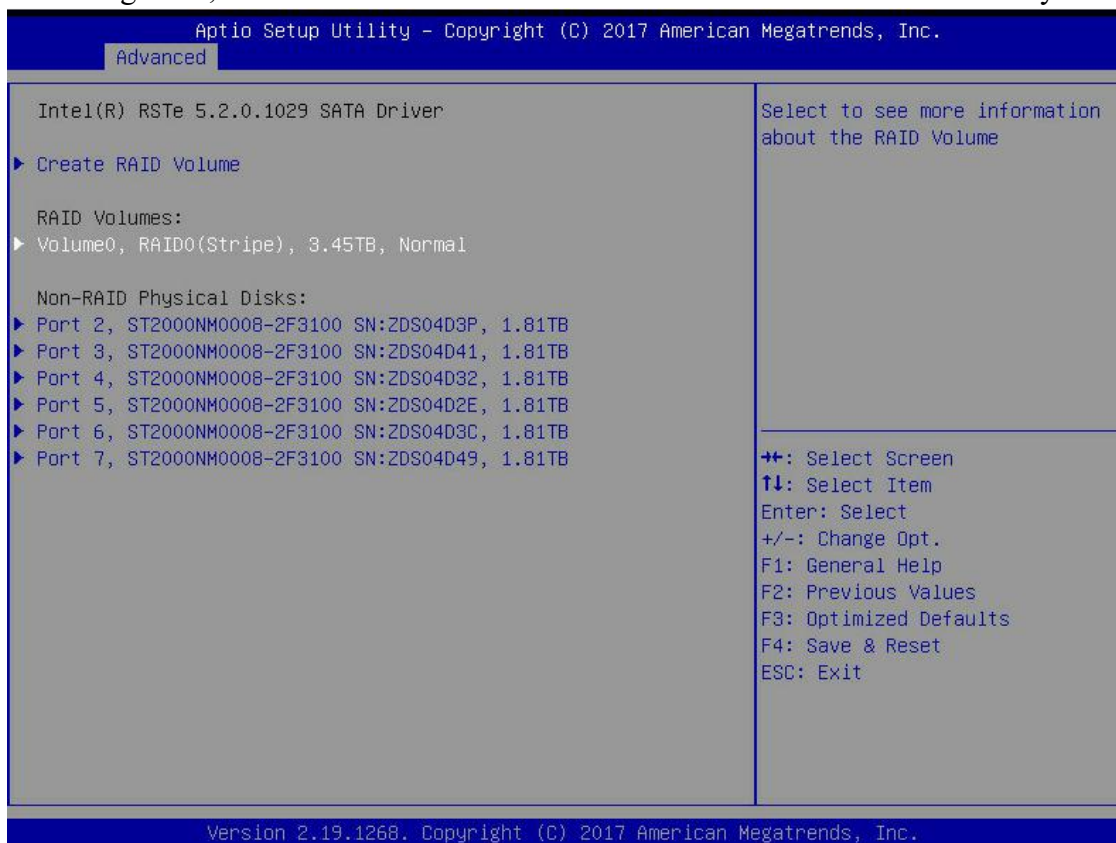 Aptio Setup Utility – Copyright (C) 2017 American Megatrends, Inc.
Advanced
Intel(R) RSTe 5.2.0.1029 SATA Driver
Create RAID Volume
RAID Volumes:
Volume0, RAID0(Stripe), 3.45TB, Normal
Non-RAID Physical Disks:
Port 2, ST2000NM0008-2F3100 SN:ZDS04D3P, 1.81TB
Port 3, ST2000NM0008-2F3100 SN:ZDS04D41, 1.81TB
Port 4, ST2000NM0008-2F3100 SN:ZDS04D32, 1.81TB
Port 5, ST2000NM0008-2F3100 SN:ZDS04D2E, 1.81TB
Port 6, ST2000NM0008-2F3100 SN:ZDS04D3C, 1.81TB
Port 7, ST2000NM0008-2F3100 SN:ZDS04D49, 1.81TB
Select to see more information
about the RAID Volume
→←: Select Screen
↑↓: Select Item
Enter: Select
+/-: Change Opt.
F1: General Help
F2: Previous Values
F3: Optimized Defaults
F4: Save & Reset
ESC: Exit
Version 2.19.1268. Copyright (C) 2017 American Megatrends, Inc.